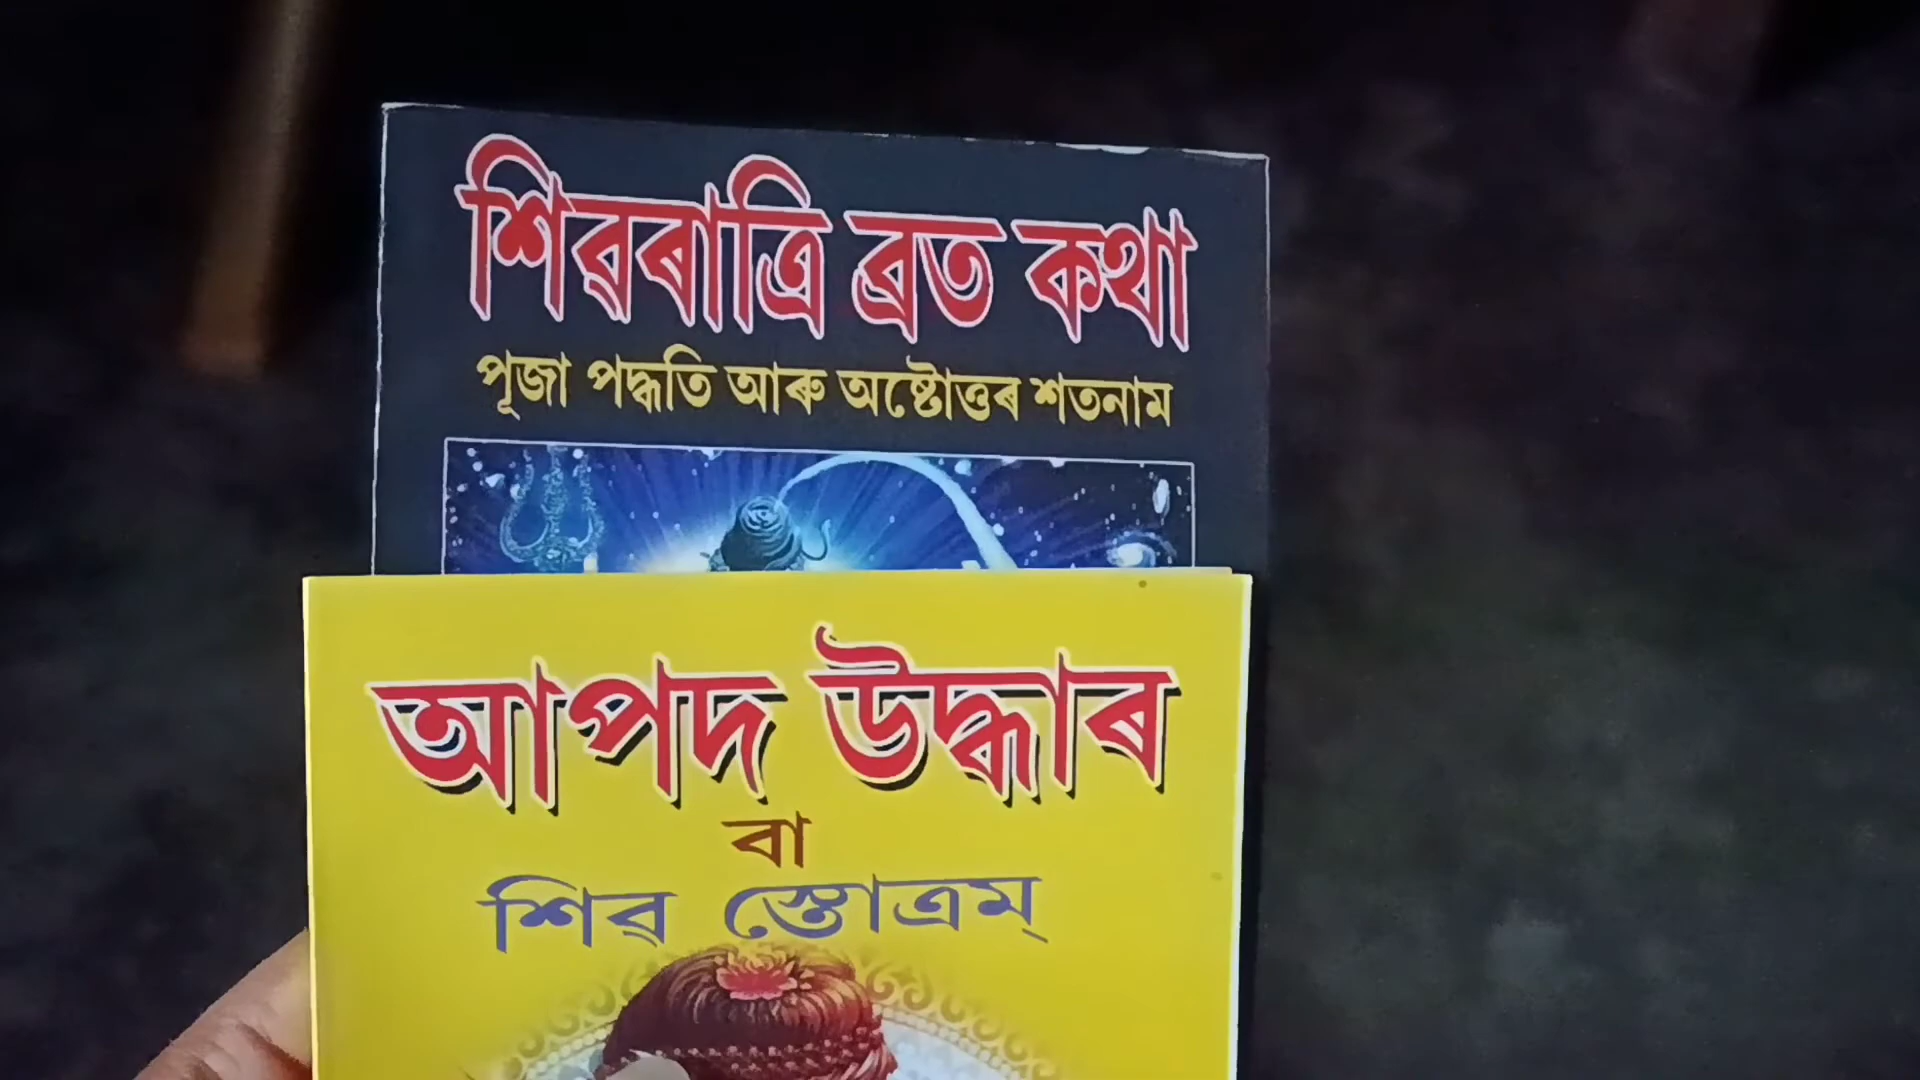 শিৱৰাত্ৰি ব্ৰত কথা
পূজা পদ্ধতি আৰু অষ্টোত্তৰ শতনাম
আপদ উদ্ধাৰ
বা
শিৱ স্তোত্ৰম্